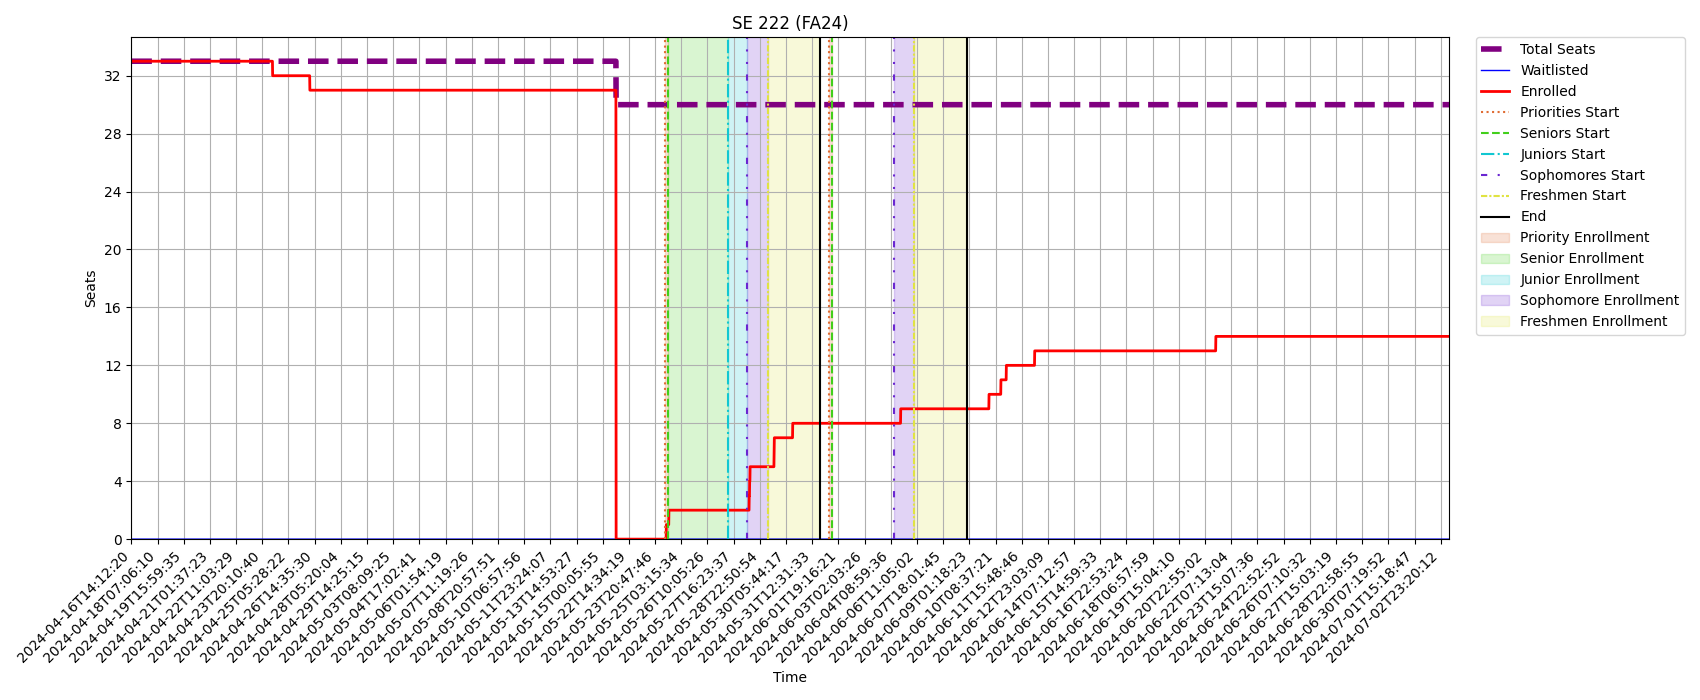 SE 222 (FA24)
Total Seats
Waitlisted
Enrolled
Priorities Start
Seniors Start
Juniors Start
Sophomores Start
Freshmen Start
End
Priority Enrollment
Senior Enrollment
Junior Enrollment
Sophomore Enrollment
Freshmen Enrollment
Seats
32
28
24
20
16
12
8
4
0
2024-04-16T14:12:20
2024-04-18T7:06:10
2024-04-19T15:59:35
2024-04-21T01:37:23
2024-04-22T11:03:29
2024-04-23T20:10:40
2024-04-25T05:28:22
2024-04-26T14:35:30
2024-04-28T05:20:04
2024-04-29T14:25:15
2024-05-03T08:09:25
2024-05-04T17:02:41
2024-05-06T01:54:19
2024-05-07T11:19:26
2024-05-08T20:57:51
2024-05-10T06:57:56
2024-05-11T23:24:07
2024-05-13T14:53:27
2024-05-15T00:05:55
2024-05-22T14:34:19
2024-05-23T20:47:46
2024-05-25T03:15:34
2024-05-26T10:05:26
2024-05-27T16:23:37
2024-05-28T22:50:54
2024-05-30T05:44:17
2024-05-31T12:31:33
2024-06-01T19:16:21
2024-06-03T02:03:26
2024-06-04T08:59:36
2024-06-06T11:05:02
2024-06-07T18:01:45
2024-06-09T01:18:23
2024-06-10T08:37:21
2024-06-11T15:48:46
2024-06-12T23:03:09
2024-06-14T07:12:57
2024-06-15T14:59:33
2024-06-16T22:53:24
2024-06-18T06:57:59
2024-06-19T15:04:10
2024-06-20T22:55:02
2024-06-22T07:13:04
2024-06-23T15:07:36
2024-06-24T22:52:52
2024-06-26T07:10:32
2024-06-27T15:03:19
2024-06-28T22:58:55
2024-06-30T07:19:52
2024-07-01T15:18:47
2024-07-02T23:20:12
Time